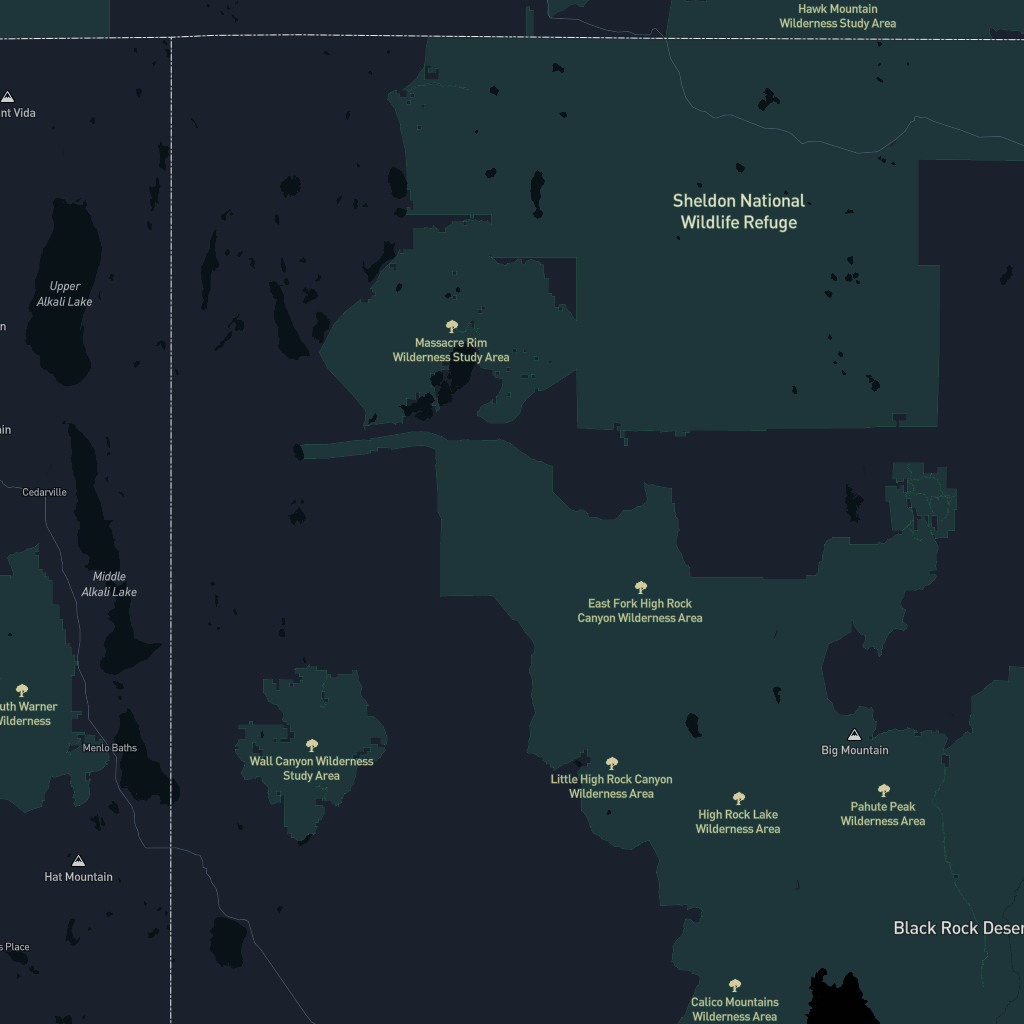 Hawk Mountain
Wilderness Study Area
nt Vida
Sheldon National
Wildlife Refuge
Upper
Alkali Lake
n
Massacre Rim
Wilderness Study Area
in
Cedarville
Middle
Alkali Lake
East Fork High Rock
Canyon Wilderness Area
uth Warner
Wilderness
Menlo Baths
Big Mountain
Wall Canyon Wilderness
Study Area
Little High Rock Canyon
Wilderness Area
High Rock Lake
Wilderness Area
Pahute Peak
Wilderness Area
Hat Mountain
Black Rock Deser
s Place
Calico Mountains
Wilderness Area